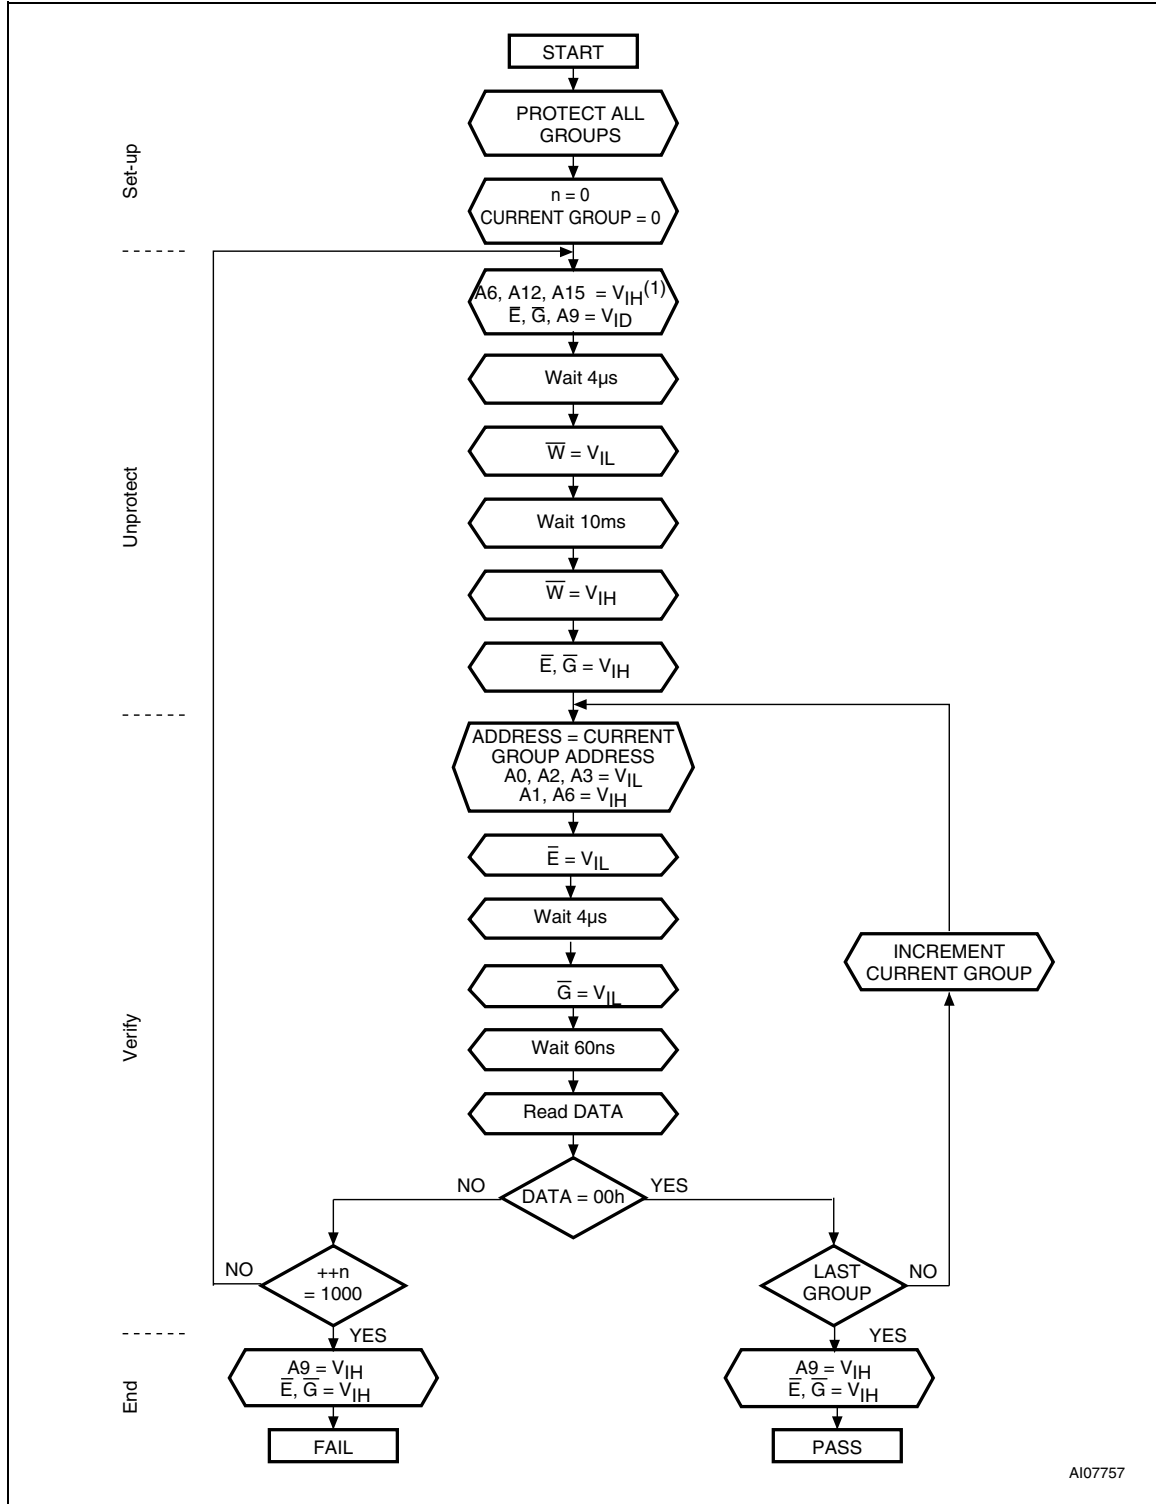 START
PROTECT ALL
GROUPS
Set-up
n = 0
CURRENT GROUP = 0
A6, A12, A15 = VIH(1)
E̅, G̅, A9 = VID
Wait 4µs
W̅ = VIL
Unprotect
Wait 10ms
W̅ = VIH
E̅, G̅ = VIH
ADDRESS = CURRENT
GROUP ADDRESS
A0, A2, A3 = VIL
A1, A6 = VIH
E̅ = VIL
Wait 4µs
INCREMENT
CURRENT GROUP
G̅ = VIL
Verify
Wait 60ns
Read DATA
NO
DATA = 00h
YES
NO
++n
= 1000
LAST
GROUP
NO
YES
YES
End
A9 = VIH
E̅, G̅ = VIH
A9 = VIH
E̅, G̅ = VIH
FAIL
PASS
AI07757